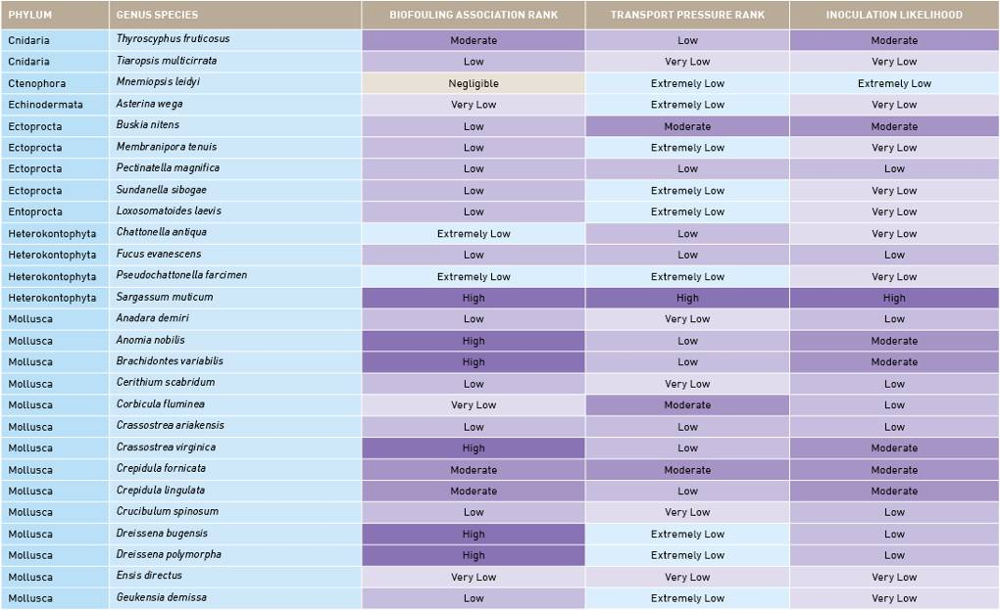 PHYLUM GENUS SPECIES BIOFOULING ASSOCIATION RANK TRANSPORT PRESSURE RANK INOCULATION LIKELIHOOD
Cnidaria Thyroscyphus fruticosus Moderate Low Moderate
Cnidaria Tiaropsis multicirrata Low Very Low Very Low
Ctenophora Mnemiopsis leidyi Negligible Extremely Low Extremely Low
Echinodermata Asterina wega Very Low Extremely Low Very Low
Ectoprocta Buskia nitens Low Moderate Moderate
Ectoprocta Membranipora tenuis Low Extremely Low Very Low
Ectoprocta Pectinatella magnifica Low Low Low
Ectoprocta Sundanella sibogae Low Extremely Low Very Low
Entoprocta Loxosomatoides laevis Low Extremely Low Very Low
Heterokontophyta Chattonella antiqua Extremely Low Low Very Low
Heterokontophyta Fucus evanescens Low Low Low
Heterokontophyta Pseudochattonella farcimen Extremely Low Extremely Low Very Low
Heterokontophyta Sargassum muticum High High High
Mollusca Anadara demiri Low Very Low Low
Mollusca Anomia nobilis High Low Moderate
Mollusca Brachidontes variabilis High Low Moderate
Mollusca Cerithium scabridum Low Very Low Low
Mollusca Corbicula fluminea Very Low Moderate Low
Mollusca Crassostrea ariakensis Low Low Low
Mollusca Crassostrea virginica High Low Moderate
Mollusca Crepidula fornicata Moderate Moderate Moderate
Mollusca Crepidula lingulata Moderate Low Moderate
Mollusca Crucibulum spinosum Low Very Low Low
Mollusca Dreissena bugensis High Extremely Low Low
Mollusca Dreissena polymorpha High Extremely Low Low
Mollusca Ensis directus Very Low Very Low Very Low
Mollusca Geukensia demissa Low Extremely Low Very Low